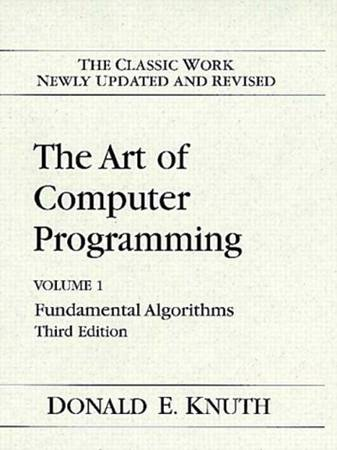 THE CLASSIC WORK
NEWLY UPDATED AND REVISED
The Art of
Computer
Programming
VOLUME 1
Fundamental Algorithms
Third Edition
DONALD E. KNUTH